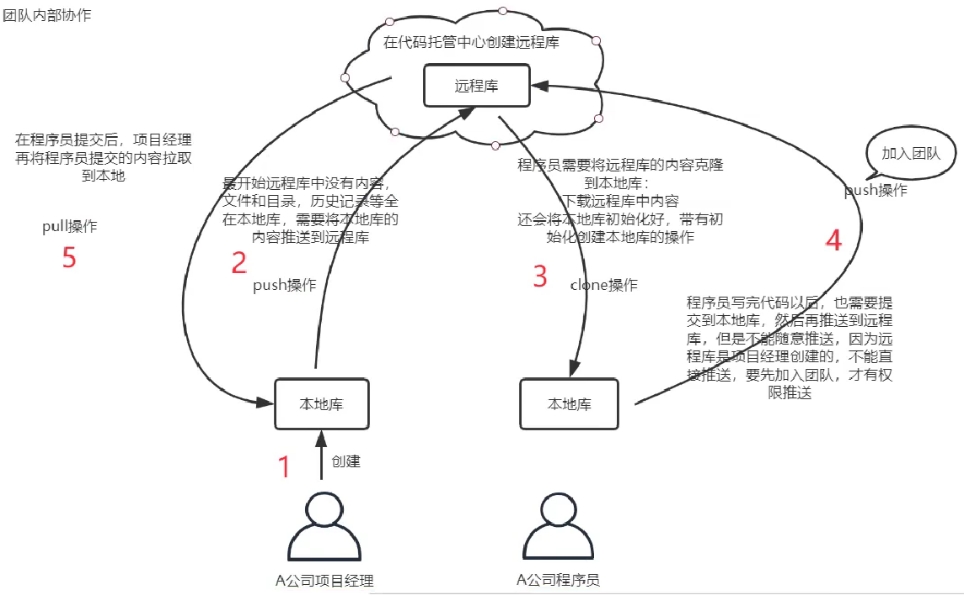 团队内部协作
在代码托管中心创建远程库
远程库
在程序员提交后，项目经理
再将程序员提交的内容拉取
到本地
pull操作
5
最开始远程库中没有内容，
文件和目录，历史记录等全
在本地库，需要将本地库的
内容推送到远程库
2
push操作
程序员需要将远程库的内容克隆
到本地库：
下载远程库中内容
还会将本地库初始化好，带有初
始化创建本地库的操作
3
clone操作
加入团队
push操作
4
程序员写完代码以后，也需要提
交到本地库，然后再推送到远程
库，但是不能随意推送，因为远
程库是项目经理创建的，不能直
接推送，要先加入团队，才有权
限推送
本地库
本地库
1
创建
A公司项目经理
A公司程序员